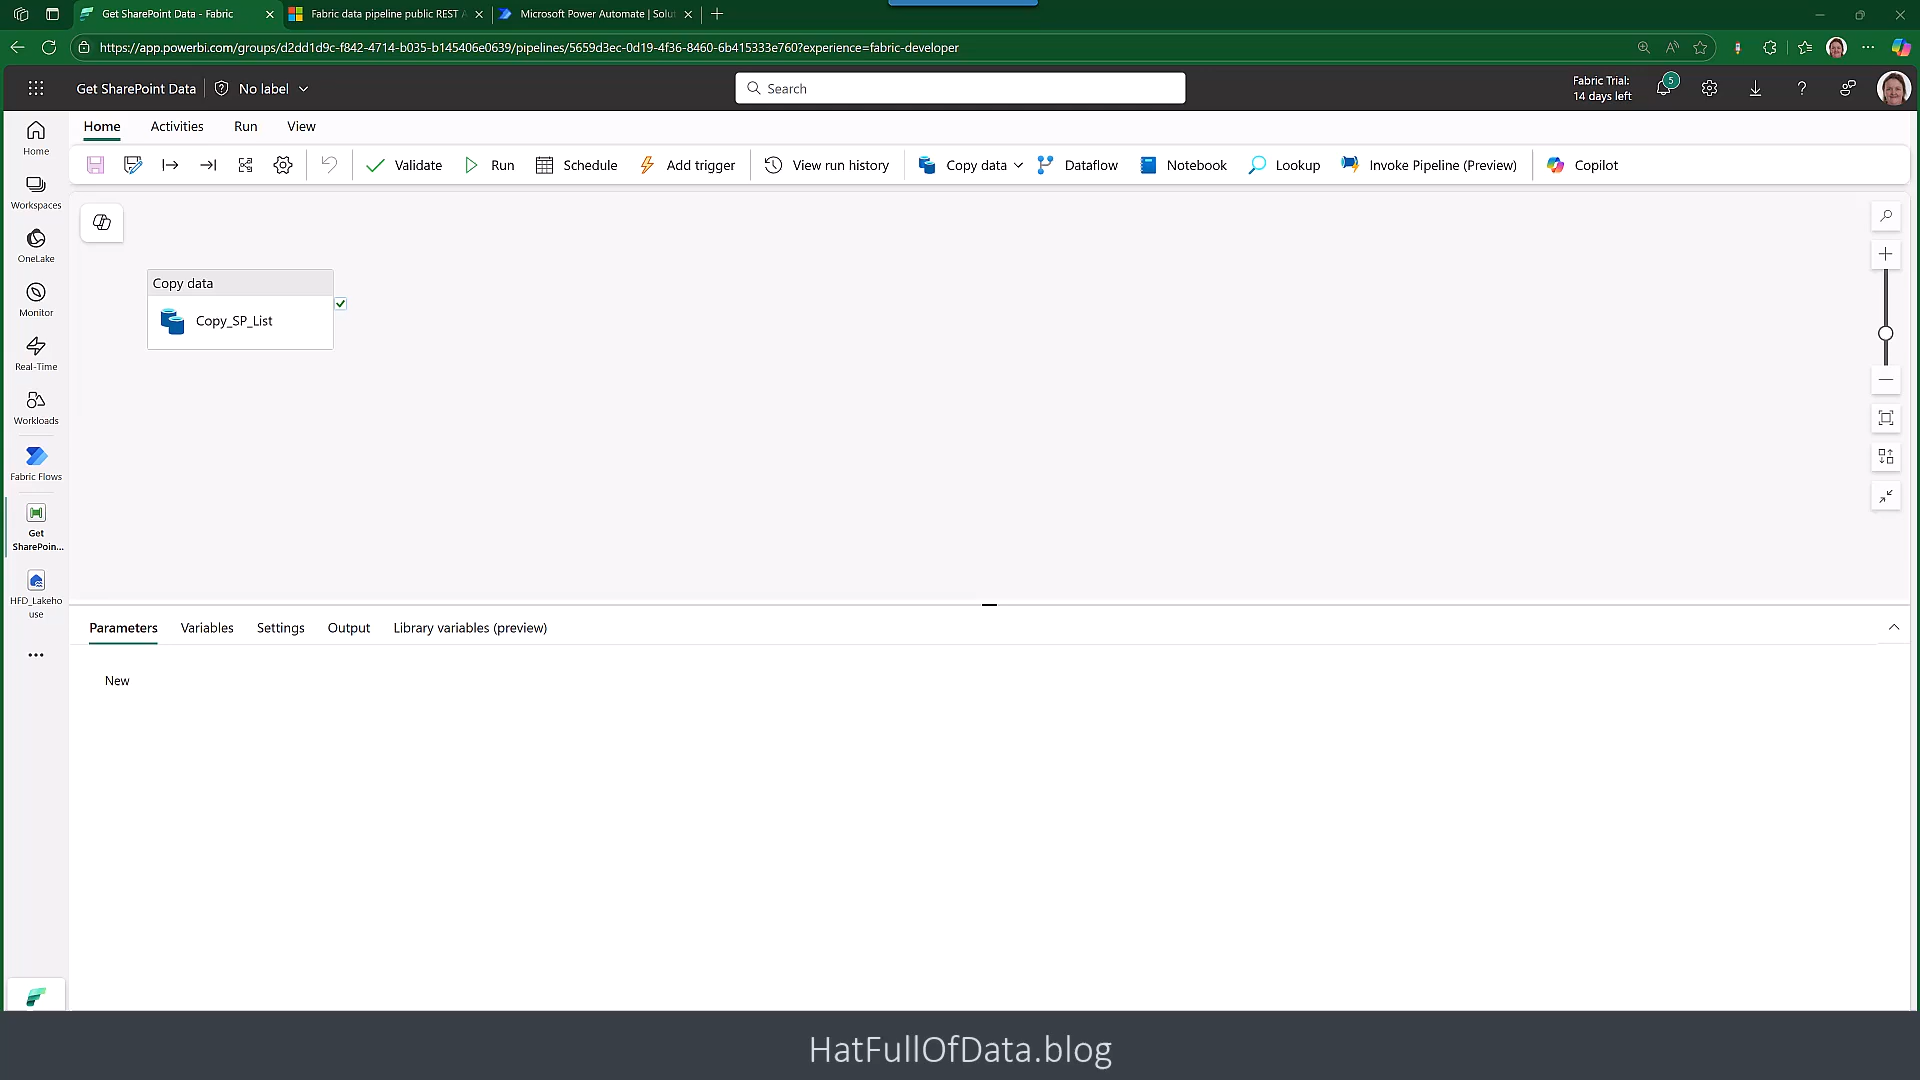 Get SharePoint Data - Fabric
Fabric data pipeline public REST A
Microsoft Power Automate | Solut
https://app.powerbi.com/groups/d2dd1d9c-f842-4714-b035-b145406e0639/pipelines/5659d3ec-0d19-4f36-8460-6b415333e760?experience=fabric-developer
Get SharePoint Data
No label
Search
Fabric Trial:
14 days left
5
Home
Activities
Run
View
Validate
Run
Schedule
Add trigger
View run history
Copy data
Dataflow
Notebook
Lookup
Invoke Pipeline (Preview)
Copilot
Home
Workspaces
OneLake
Monitor
Real-Time
Workloads
Fabric Flows
Get
SharePoin...
HFD_Lakeho
use
Copy data
Copy_SP_List
Parameters
Variables
Settings
Output
Library variables (preview)
New
HatFullOfData.blog